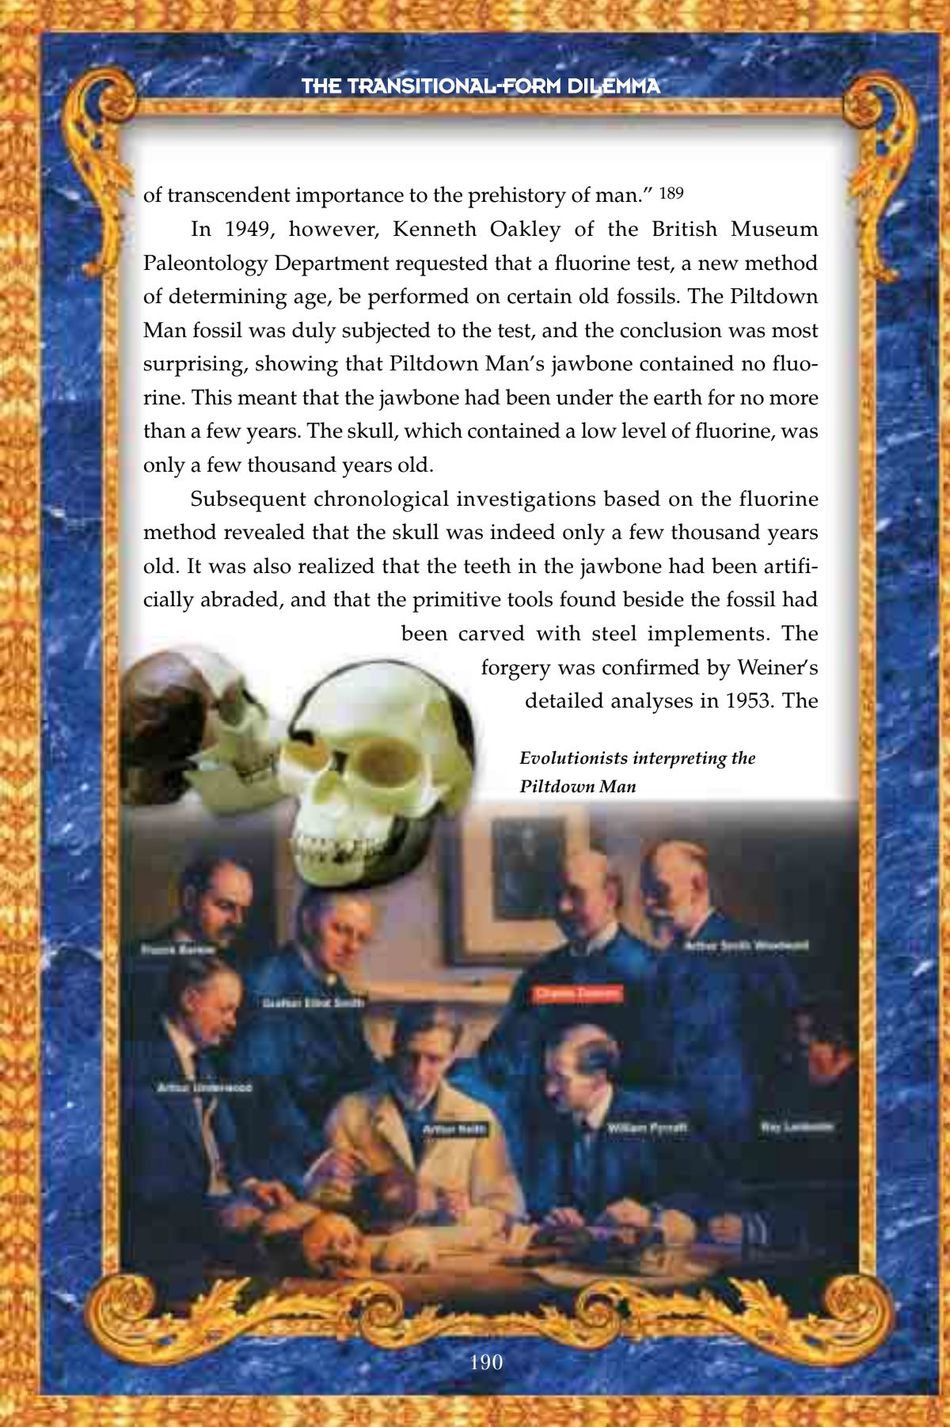 THE TRANSITIONAL-FORM DILEMMA
of transcendent importance to the prehistory of man.” 189
In 1949, however, Kenneth Oakley of the British Museum
Paleontology Department requested that a fluorine test, a new method
of determining age, be performed on certain old fossils. The Piltdown
Man fossil was duly subjected to the test, and the conclusion was most
surprising, showing that Piltdown Man’s jawbone contained no fluo-
rine. This meant that the jawbone had been under the earth for no more
than a few years. The skull, which contained a low level of fluorine, was
only a few thousand years old.
Subsequent chronological investigations based on the fluorine
method revealed that the skull was indeed only a few thousand years
old. It was also realized that the teeth in the jawbone had been artifi-
cially abraded, and that the primitive tools found beside the fossil had
been carved with steel implements. The
forgery was confirmed by Weiner’s
detailed analyses in 1953. The
Evolutionists interpreting the
Piltdown Man
Arthur Smith Woodward
Elliot Smith
Charles Dawson
Arthur Underwood
Arthur Keith
William Pycraft
Ray Lankester
190